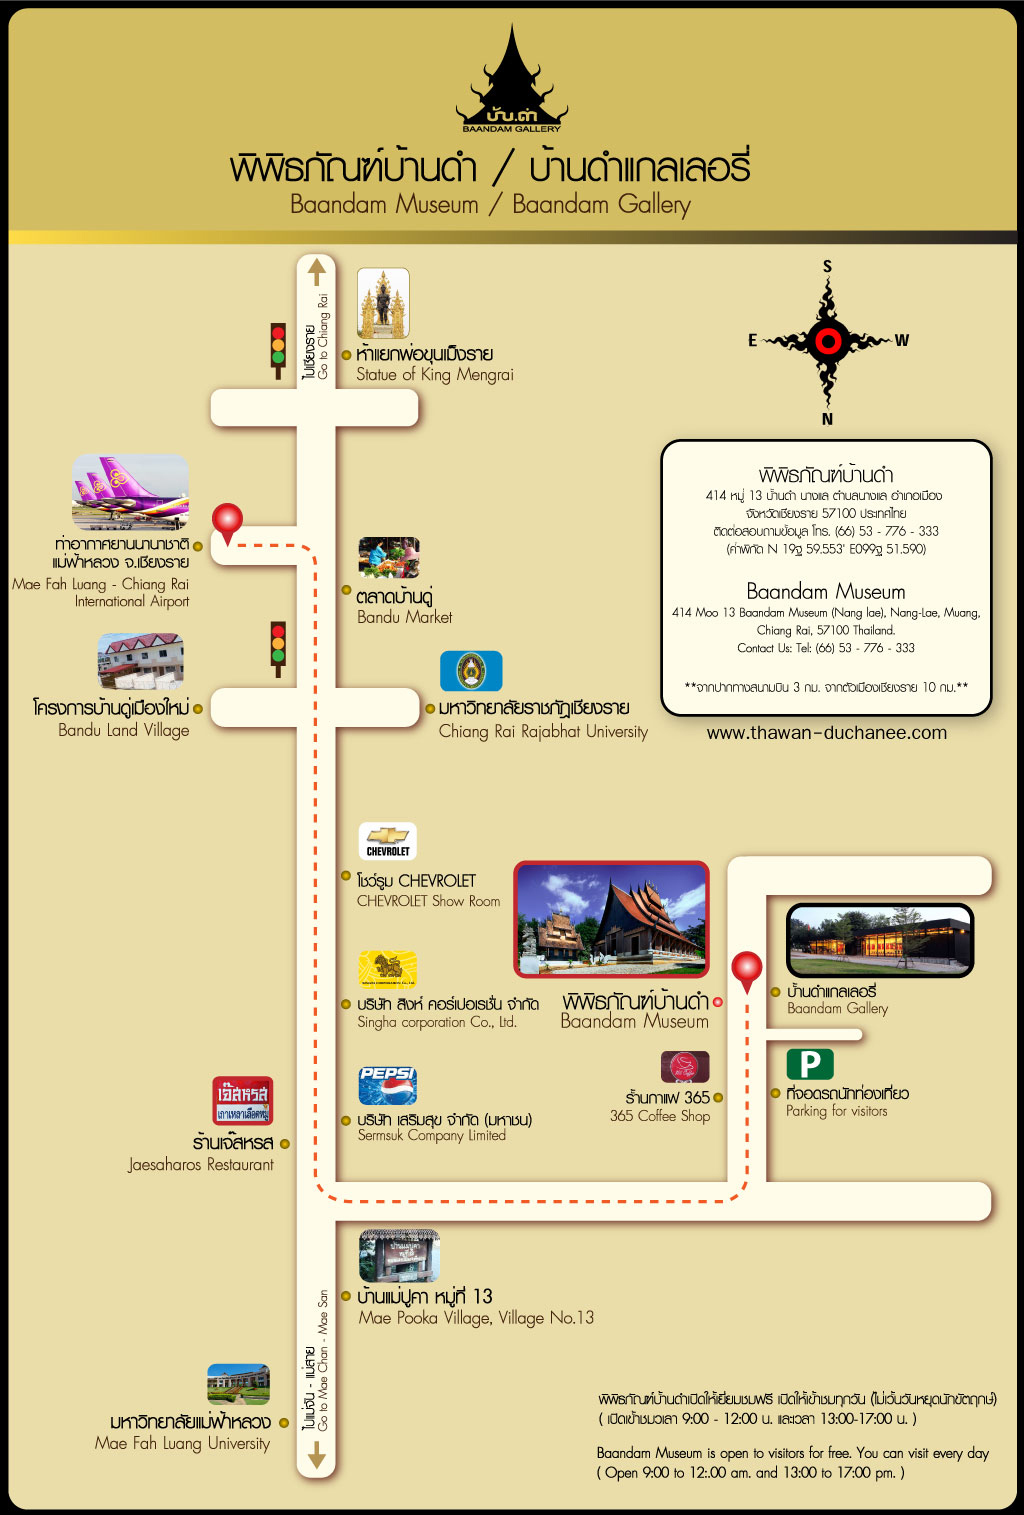 บ้านดำ
BAANDAM GALLERY
พิพิธภัณฑ์บ้านดำ / บ้านดำแกลเลอรี่
Baandam Museum / Baandam Gallery
ไปเชียงราย
Go to Chiang Rai
ห้าแยกพ่อขุนเม็งราย
Statue of King Mengrai
S
E
W
N
ท่าอากาศยานนานาชาติ
แม่ฟ้าหลวง จ.เชียงราย
Mae Fah Luang - Chiang Rai
International Airport
ตลาดบ้านดู่
Bandu Market
พิพิธภัณฑ์บ้านดำ
414 หมู่ 13 บ้านดำ นางแล ตำบลนางแล อำเภอเมือง
จังหวัดเชียงราย 57100 ประเทศไทย
ติดต่อสอบถามข้อมูล โทร. (66) 53 - 776 - 333
(ค่าพิกัด N 19ฐ 59.553' E099ฐ 51.590)
Baandam Museum
414 Moo 13 Baandam Museum (Nang lae), Nang-Lae, Muang,
Chiang Rai, 57100 Thailand.
Contact Us: Tel: (66) 53 - 776 - 333
**จากปากทางสนามบิน 3 กม. จากตัวเมืองเชียงราย 10 กม.**
www.thawan-duchanee.com
โครงการบ้านดู่เมืองใหม่
Bandu Land Village
มหาวิทยาลัยราชภัฏเชียงราย
Chiang Rai Rajabhat University
CHEVROLET
โชว์รูม CHEVROLET
CHEVROLET Show Room
บริษัท สิงห์ คอร์เปอเรชั่น จำกัด
Singha corporation Co., Ltd.
พิพิธภัณฑ์บ้านดำ
Baandam Museum
บ้านดำแกลเลอรี่
Baandam Gallery
PEPSI
บริษัท เสริมสุข จำกัด (มหาชน)
Sermsuk Company Limited
ร้านกาแฟ 365
365 Coffee Shop
P
ที่จอดรถนักท่องเที่ยว
Parking for visitors
เจ๊สหรส
เกาเหลาเลือดหมู
ร้านเจ๊สหรส
Jaesaharos Restaurant
บ้านแม่ปูคา
หมู่ที่ 13
บ้านแม่ปูคา หมู่ที่ 13
Mae Pooka Village, Village No.13
ไปแม่จัน - แม่สาย
Go to Mae Chan - Mae San
มหาวิทยาลัยแม่ฟ้าหลวง
Mae Fah Luang University
พิพิธภัณฑ์บ้านดำเปิดให้เยี่ยมชมฟรี เปิดให้เข้าชมทุกวัน (ไม่เว้นวันหยุดนักขัตฤกษ์)
( เปิดเข้าชมเวลา 9:00 - 12:00 น. และเวลา 13:00-17:00 น. )
Baandam Museum is open to visitors for free. You can visit every day
( Open 9:00 to 12:.00 am. and 13:00 to 17:00 pm. )